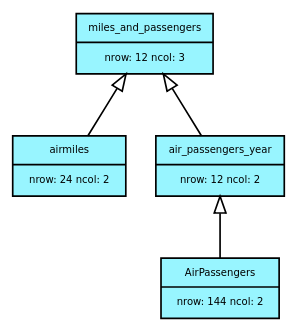 miles_and_passengers
nrow: 12 ncol: 3
airmiles
nrow: 24 ncol: 2
air_passengers_year
nrow: 12 ncol: 2
AirPassengers
nrow: 144 ncol: 2